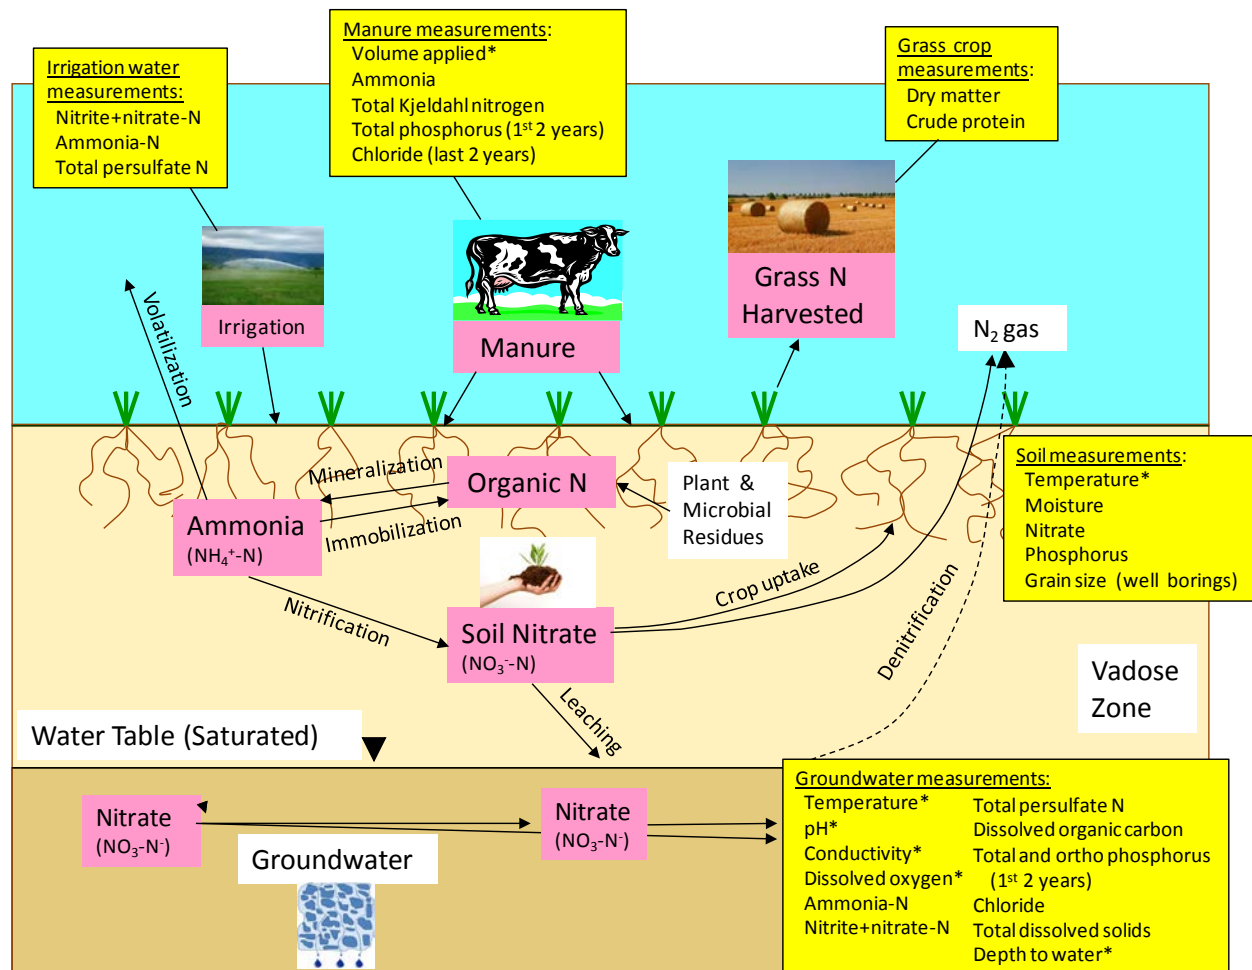 Irrigation water
measurements:
Nitrite+nitrate-N
Ammonia-N
Total persulfate N
Manure measurements:
Volume applied*
Ammonia
Total Kjeldahl nitrogen
Total phosphorus (1st 2 years)
Chloride (last 2 years)
Grass crop
measurements:
Dry matter
Crude protein
Volatilization
Irrigation
Manure
Grass N
Harvested
N2 gas
Mineralization
Immobilization
Organic N
Plant &
Microbial
Residues
Ammonia
(NH4+-N)
Soil measurements:
Temperature*
Moisture
Nitrate
Phosphorus
Grain size (well borings)
Nitrification
Soil Nitrate
(NO3--N)
Crop uptake
Denitrification
Leaching
Vadose
Zone
Water Table (Saturated)
Nitrate
(NO3-N-)
Nitrate
(NO3-N-)
Groundwater
Groundwater measurements:
Temperature*
pH*
Conductivity*
Dissolved oxygen*
Ammonia-N
Nitrite+nitrate-N
Total persulfate N
Dissolved organic carbon
Total and ortho phosphorus
(1st 2 years)
Chloride
Total dissolved solids
Depth to water*